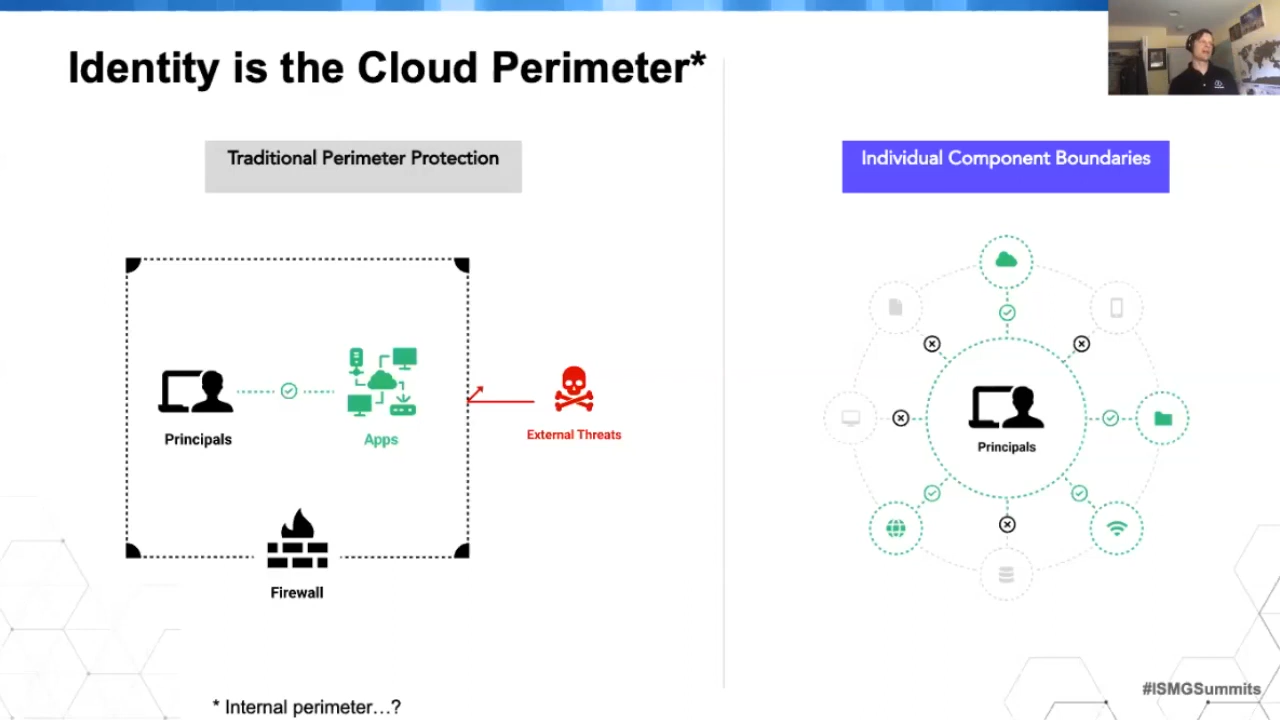 Identity is the Cloud Perimeter*
Traditional Perimeter Protection
Individual Component Boundaries
Principals
Apps
External Threats
Firewall
Principals
#ISMGSummits
* Internal perimeter...?